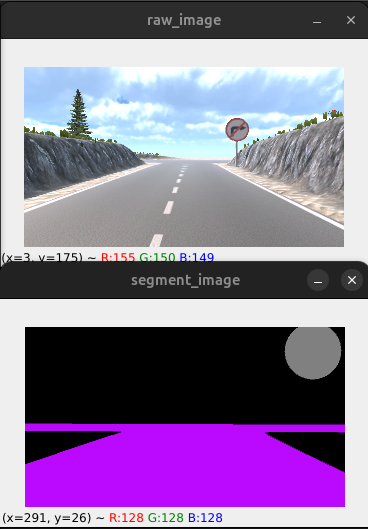 raw_image
(x=3, y=175) ~ R:155 G:150 B:149
segment_image
(x=291, y=26) ~ R:128 G:128 B:128